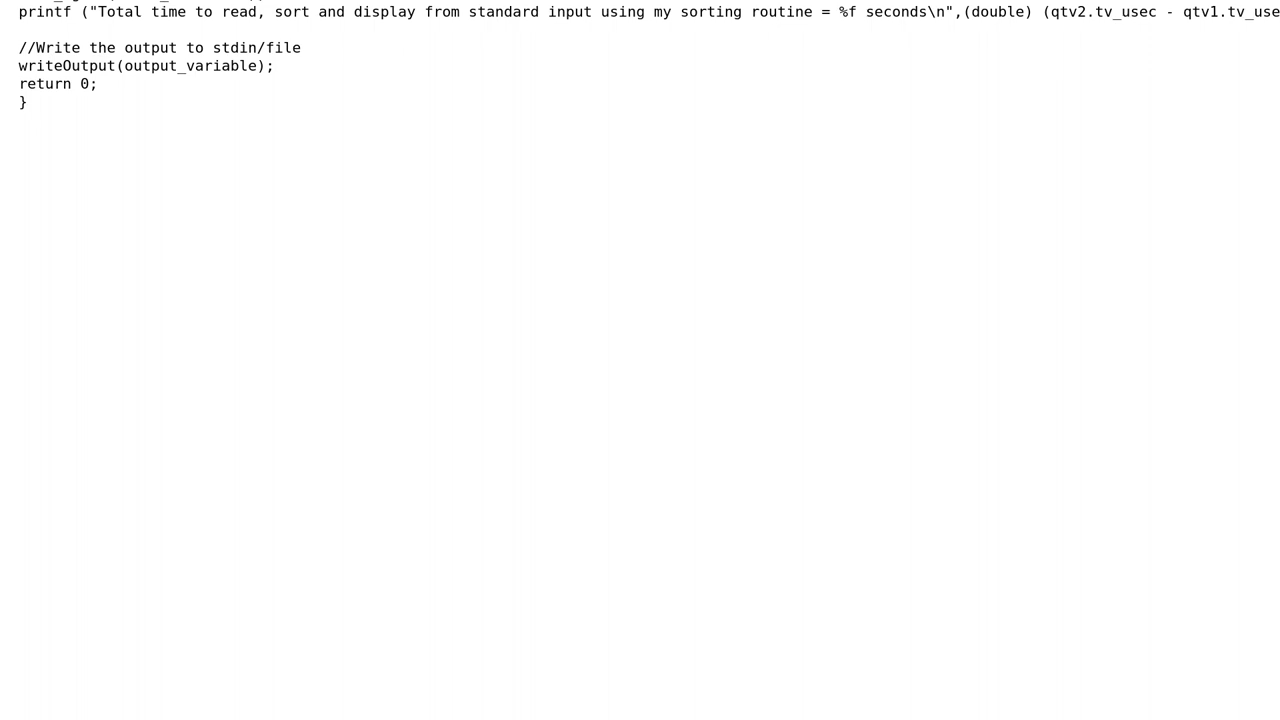 printf ("Total time to read, sort and display from standard input using my sorting routine = %f seconds\n",(double) (qtv2.tv_usec - qtv1.tv_use
//Write the output to stdin/file
writeOutput(output_variable);
return 0;
}